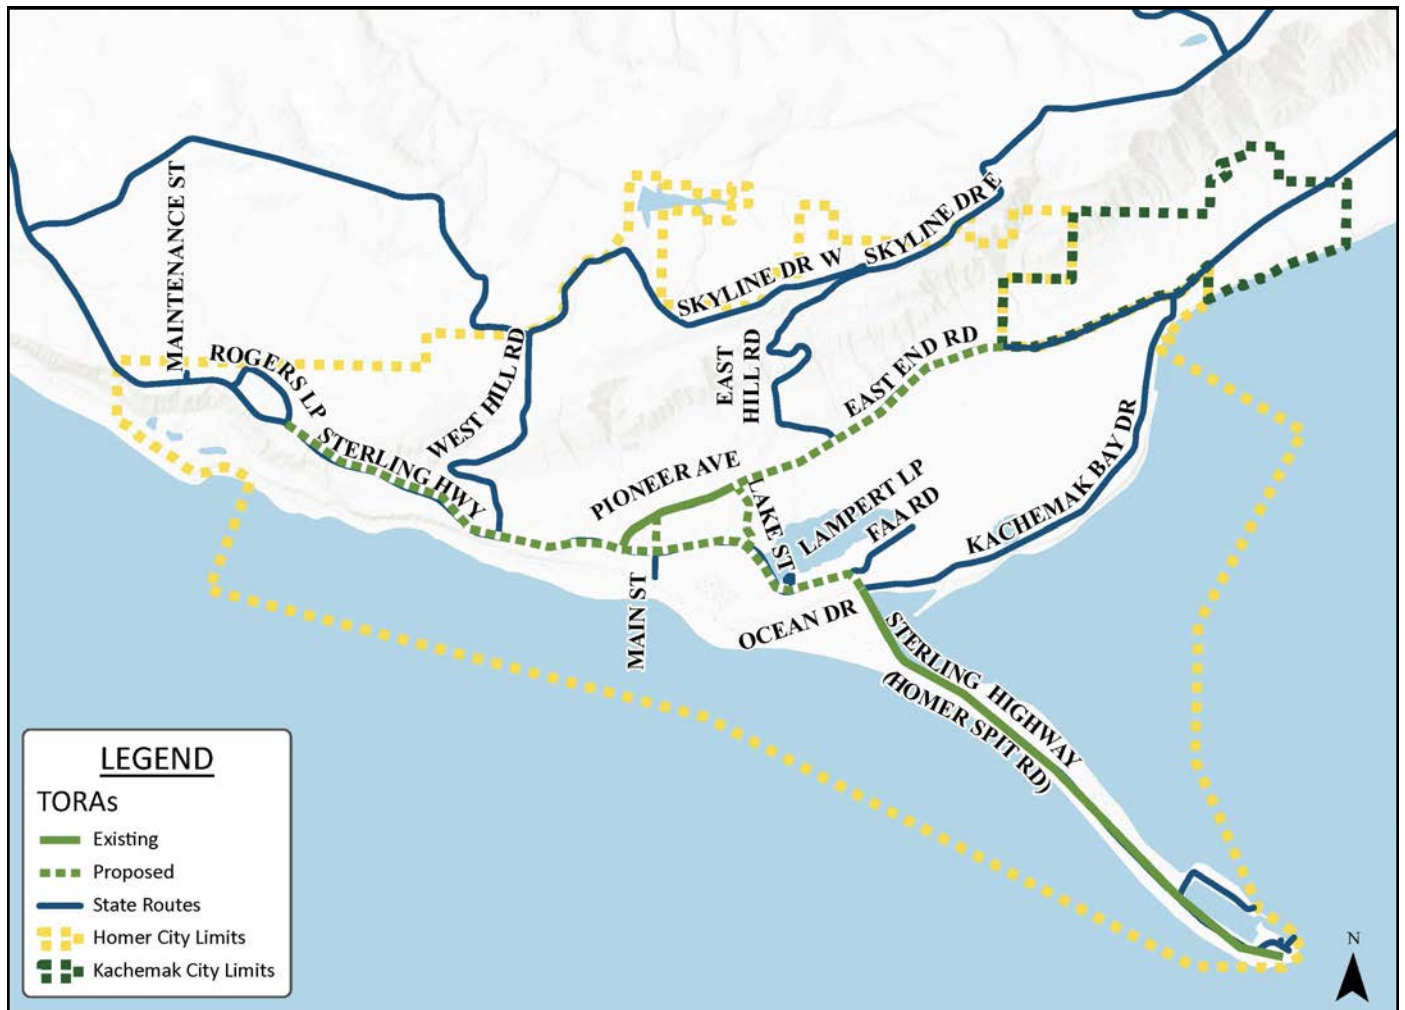 MAINTENANCE ST
ROGERS LP
STERLING HWY
WEST HILL RD
SKYLINE DR W
SKYLINE DR E
EAST
HILL RD
EAST END RD
PIONEER AVE
LAKE ST
LAMPERT LP
FAA RD
KACHEMAK BAY DR
MAIN ST
OCEAN DR
STERLING HIGHWAY
(HOMER SPIT RD)
LEGEND
TORAs
Existing
Proposed
State Routes
Homer City Limits
Kachemak City Limits
N